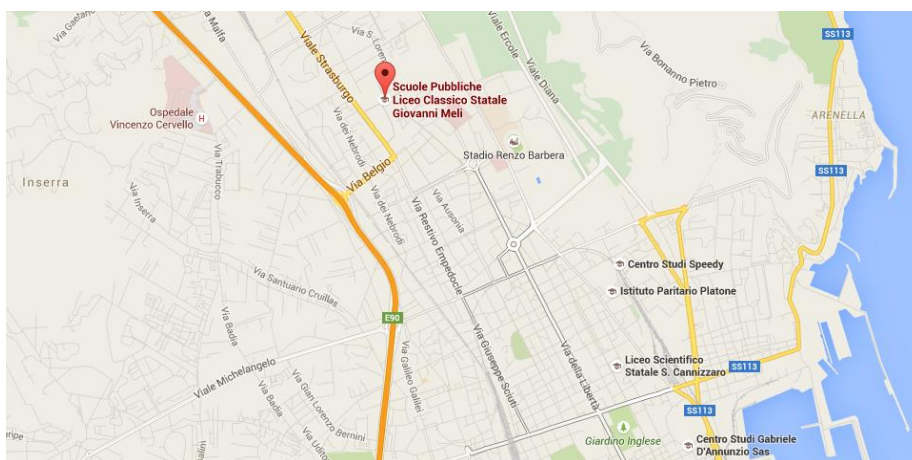 SS113
Via Gaetano
Malfa
Via S. Loren
Viale Strasburgo
Viale Ercole
Viale Diana
Via Bonanno Pietro
Scuole Pubbliche
Liceo Classico Statale
Giovanni Meli
Ospedale
Vincenzo Cervello
H
ARENELLA
Via dei Nebrodi
Stadio Renzo Barbera
Via Trabucco
SS113
Inserra
Via Belgio
Via Inserra
Via dei Nebrodi
Via Restivo Empedocle
Via Ausonia
Centro Studi Speedy
Via Santuario Cruillas
Istituto Paritario Platone
E90
Via Badia
Viale Michelangelo
Via Galileo Galilei
Via Giuseppe Sciuti
Via della Libertà
Liceo Scientifico
Statale S. Cannizzaro
SS113
Via Badia
Via Gian Lorenzo Bernini
SS113
Giardino Inglese
Centro Studi Gabriele
D'Annunzio Sas